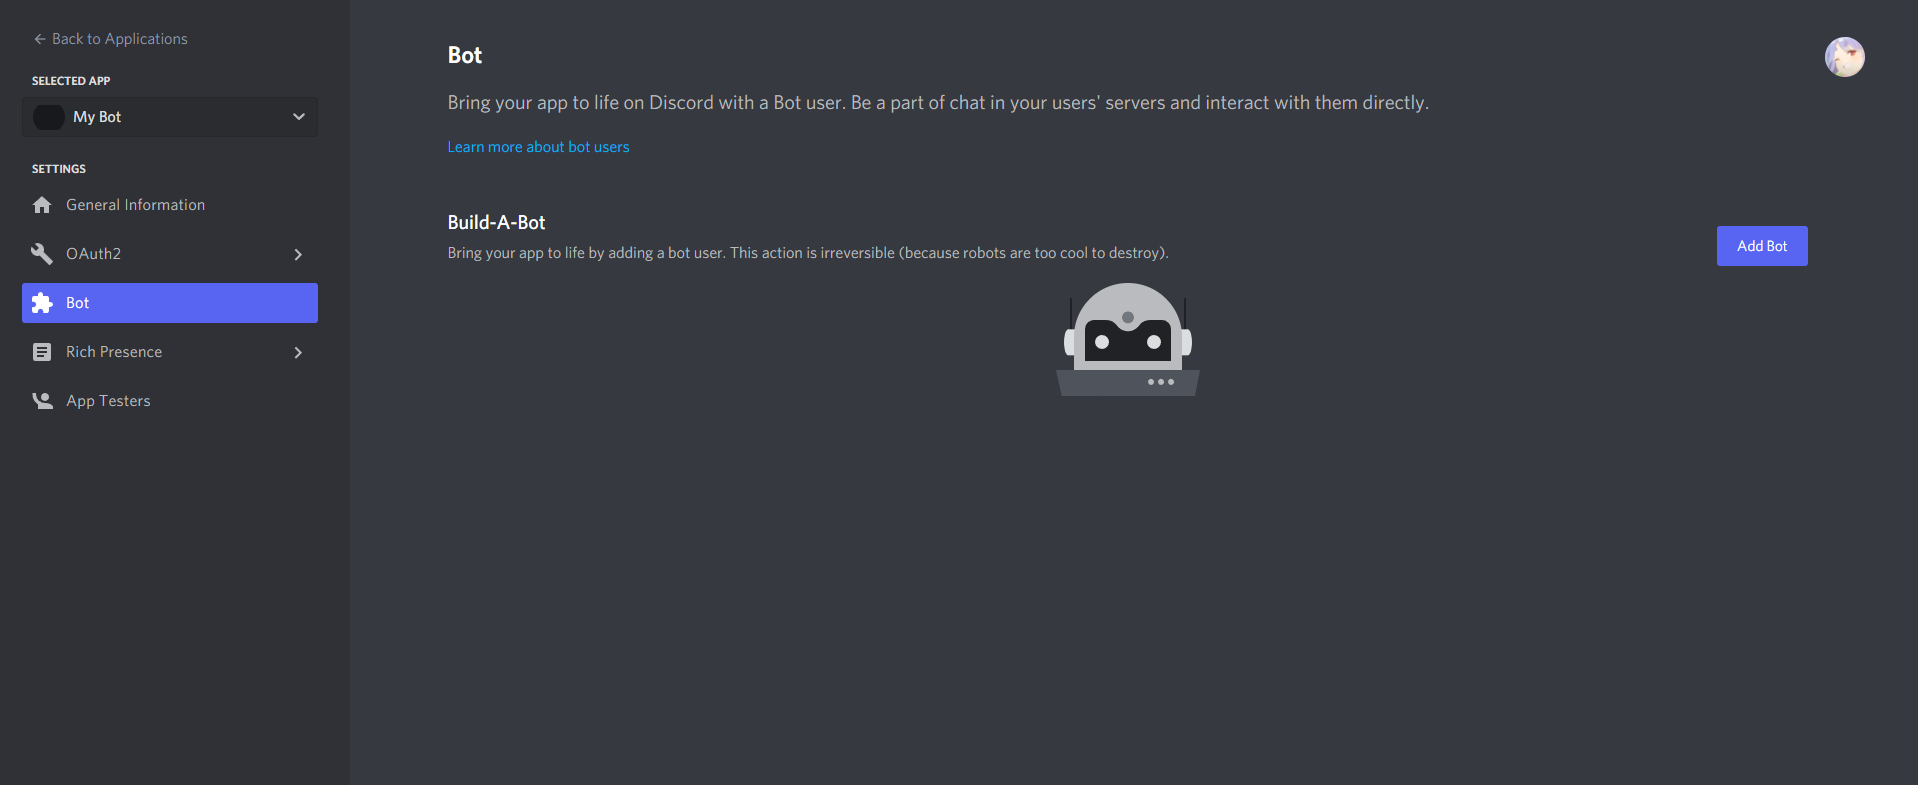 Back to Applications
SELECTED APP
My Bot
SETTINGS
General Information
OAuth2
Bot
Rich Presence
App Testers
Bot
Bring your app to life on Discord with a Bot user. Be a part of chat in your users' servers and interact with them directly.
Learn more about bot users
Build-A-Bot
Bring your app to life by adding a bot user. This action is irreversible (because robots are too cool to destroy).
Add Bot